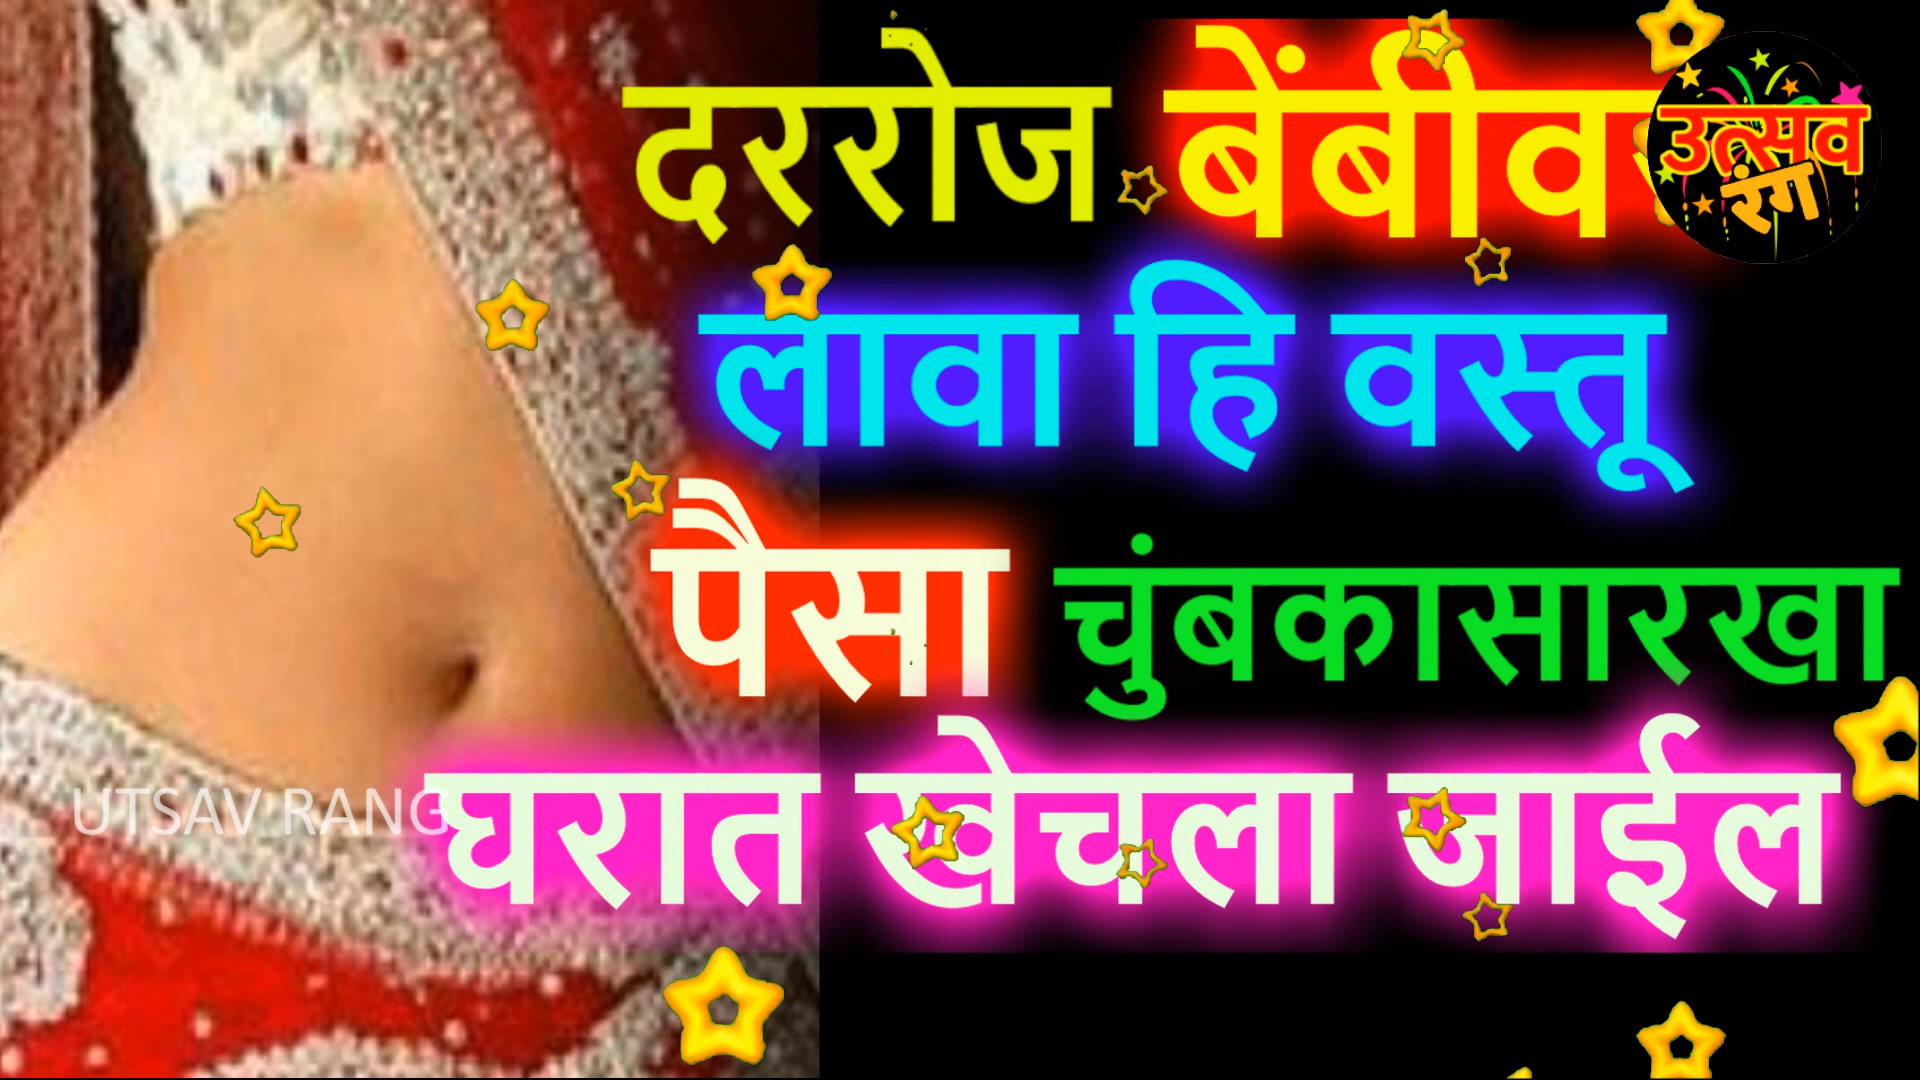 दररोज बेंबीवर
उत्सव
रंग
लावा हि वस्तू
पैसा चुंबकासारखा
UTSAV RANG
घरात खेचला जाईल